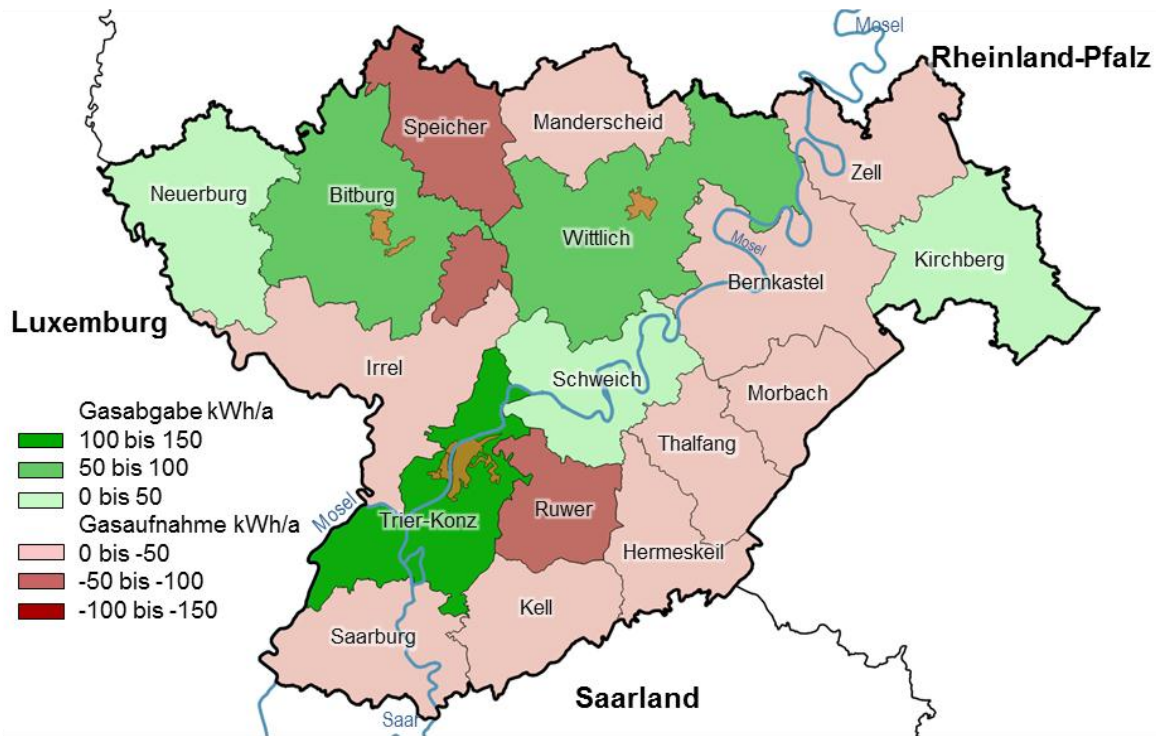 Mosel
Rheinland-Pfalz
Speicher
Manderscheid
Zell
Neuerburg
Bitburg
Wittlich
Mosel
Kirchberg
Bernkastel
Luxemburg
Irrel
Schweich
Morbach
Gasabgabe kWh/a
100 bis 150
50 bis 100
0 bis 50
Gasaufnahme kWh/a
0 bis -50
-50 bis -100
-100 bis -150
Thalfang
Mosel
Trier-Konz
Ruwer
Hermeskeil
Kell
Saarburg
Saarland
Saar